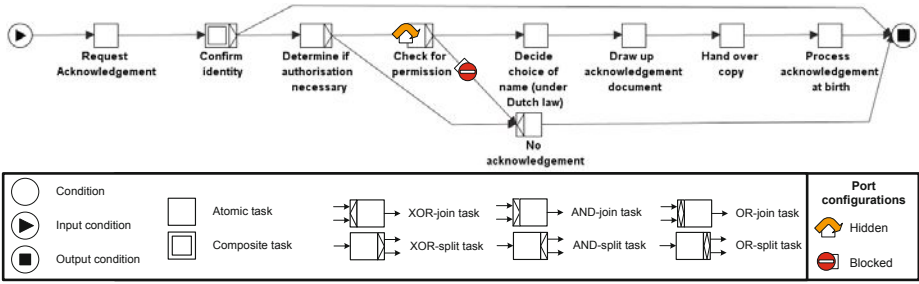 Request
Acknowledgement
Confirm
identity
Determine if
authorisation
necessary
Check for
permission
Decide
choice of
name (under
Dutch law)
Draw up
acknowledgement
document
Hand over
copy
Process
acknowledgement
at birth
No
acknowledgement
Condition
Input condition
Output condition
Atomic task
Composite task
XOR-join task
XOR-split task
AND-join task
AND-split task
OR-join task
OR-split task
Port
configurations
Hidden
Blocked